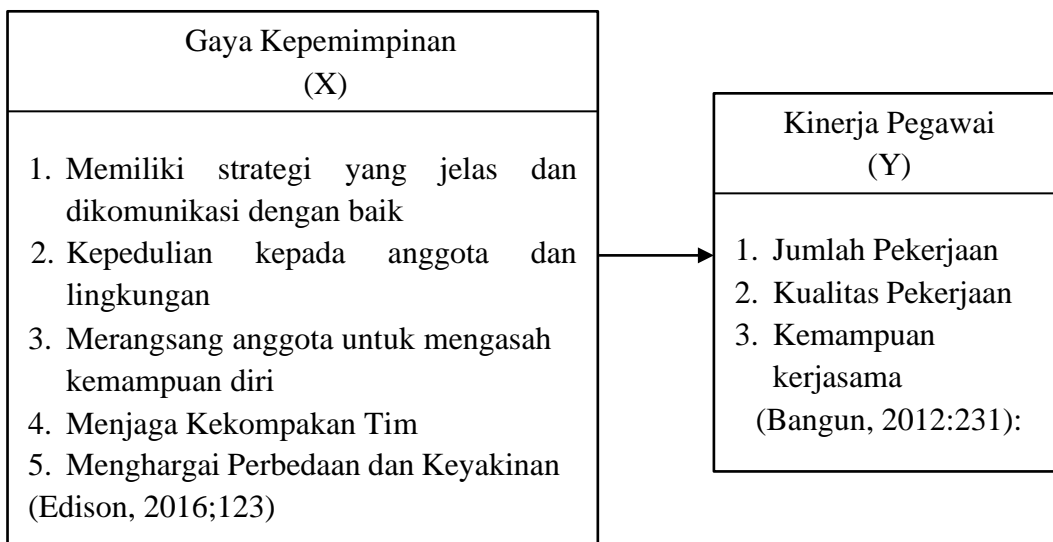 Gaya Kepemimpinan
(X)
1. Memiliki strategi yang jelas dan
dikomunikasi dengan baik
2. Kepedulian kepada anggota dan
lingkungan
3. Merangsang anggota untuk mengasah
kemampuan diri
4. Menjaga Kekompakan Tim
5. Menghargai Perbedaan dan Keyakinan
(Edison, 2016;123)
Kinerja Pegawai
(Y)
1. Jumlah Pekerjaan
2. Kualitas Pekerjaan
3. Kemampuan
kerjasama
(Bangun, 2012:231):